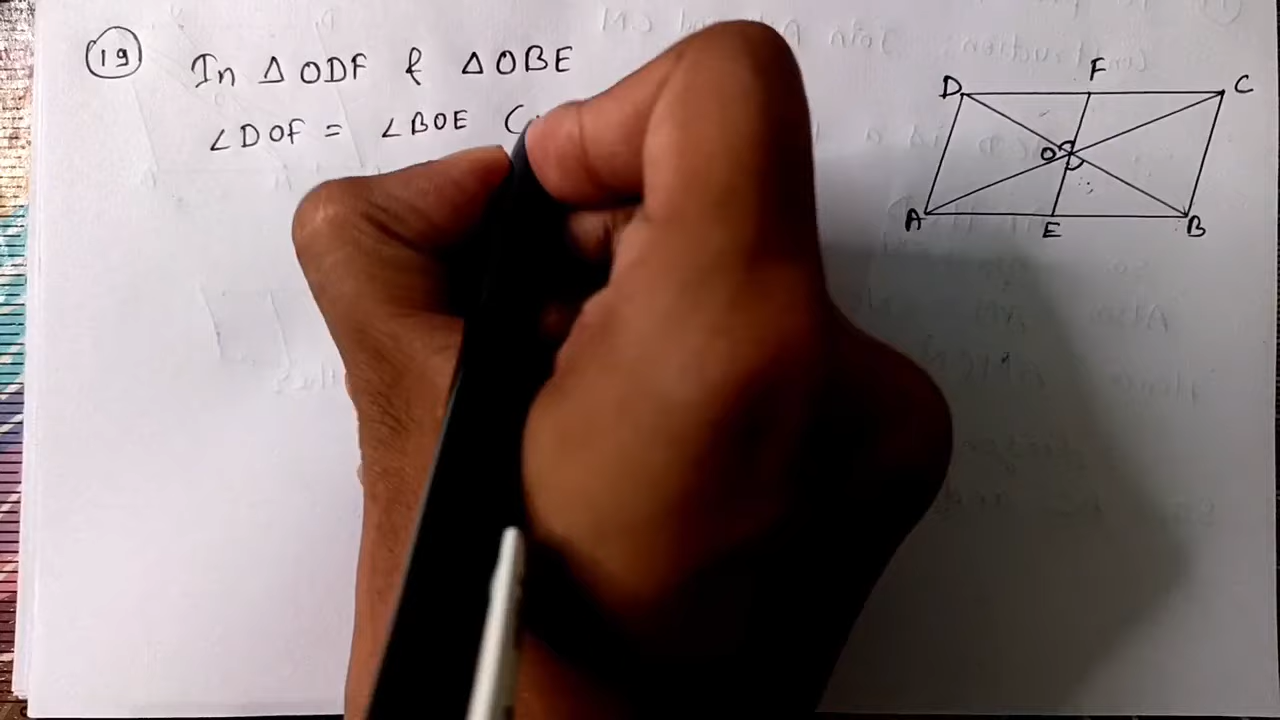 19
In △ ODF & △ OBE
∠DOF = ∠BOE (
D F C
O
A E B